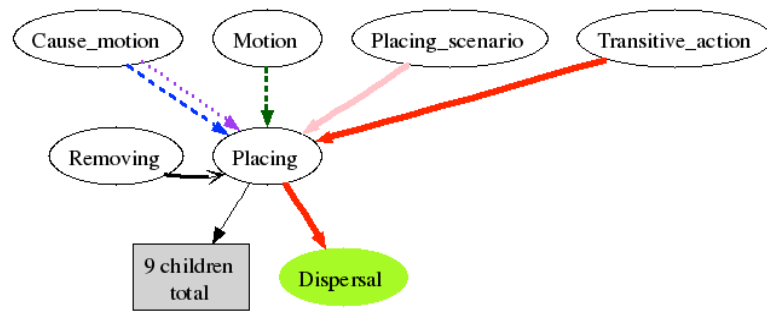 Cause_motion
Motion
Placing_scenario
Transitive_action
Removing
Placing
9 children
total
Dispersal